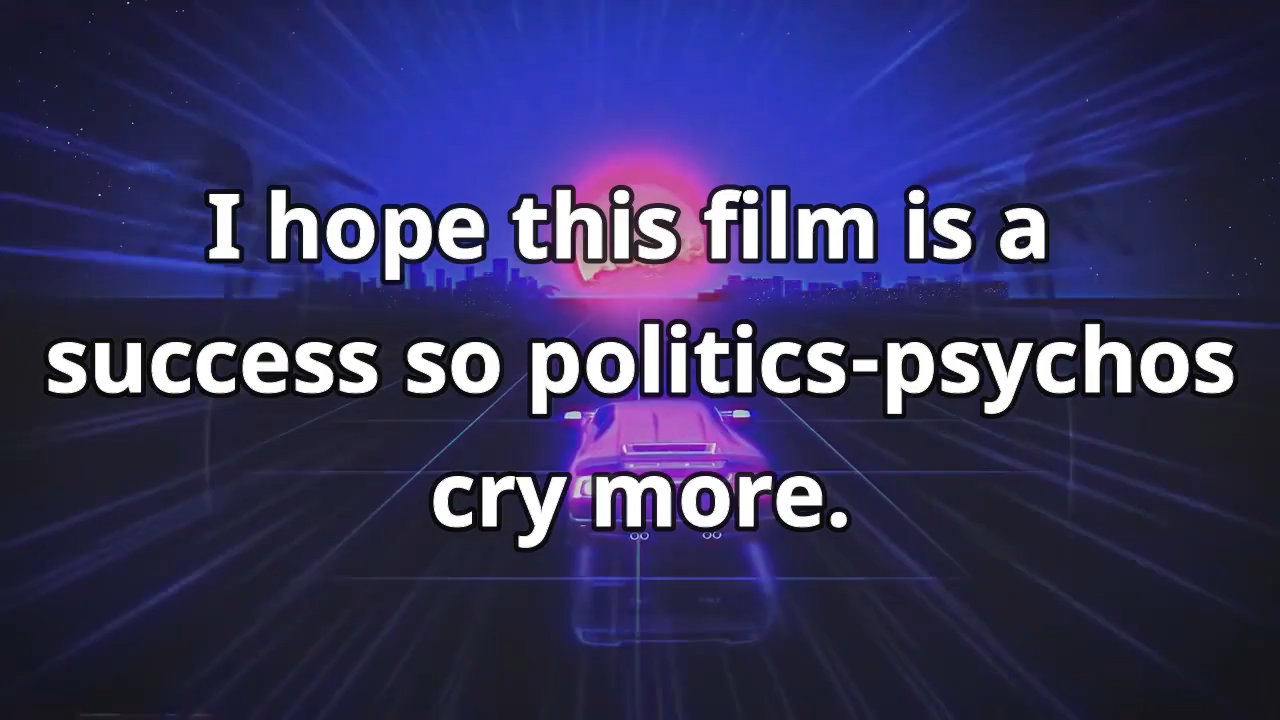 I hope this film is a
success so politics-psychos
cry more.